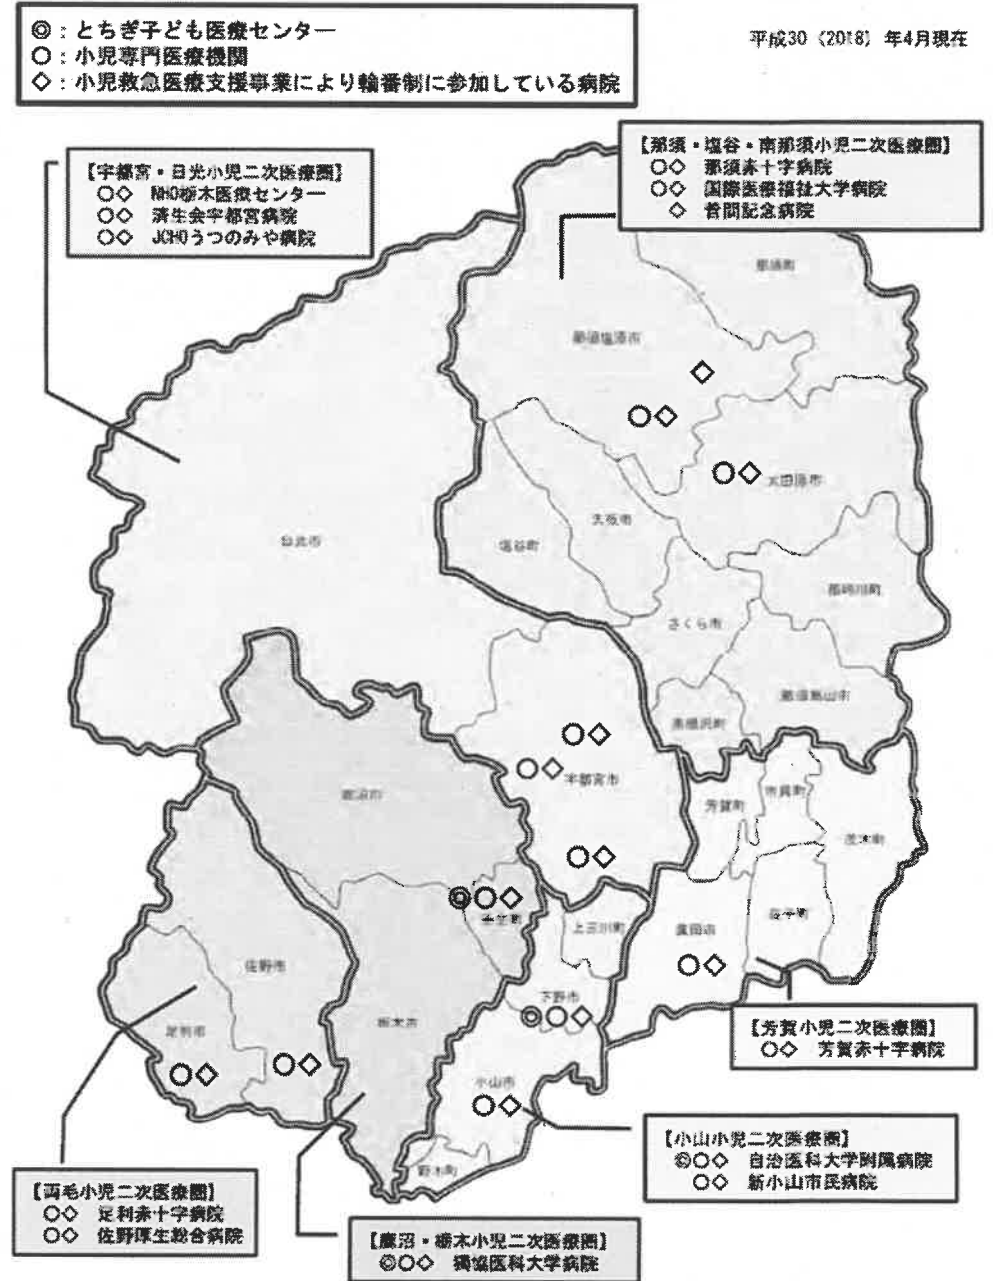 ◎：とちぎ子ども医療センター
○：小児専門医療機関
◇：小児救急医療支援事業により輪番制に参加している病院
平成30（2018）年4月現在
【宇都宮・日光小児二次医療圏】
○◇ NHO栃木医療センター
○◇ 済生会宇都宮病院
○◇ JCHOうつのみや病院
【那須・塩谷・南那須小児二次医療圏】
○◇ 那須赤十字病院
○◇ 国際医療福祉大学病院
◇ 菅間記念病院
那須町
那須塩原市
◇
○◇
○◇ 大田原市
矢板市
塩谷町
日光市
那珂川町
さくら市
那須烏山市
高根沢町
○◇
○◇ 宇都宮市
鹿沼市
芳賀町
市貝町
茂木町
○◇
◎○◇
壬生町
上三川町
真岡市
益子町
○◇
佐野市
下野市
◎○◇
栃木市
足利市
○◇
○◇
小山市
○◇
野木町
【芳賀小児二次医療圏】
○◇ 芳賀赤十字病院
【小山小児二次医療圏】
◎○◇ 自治医科大学附属病院
○◇ 新小山市民病院
【両毛小児二次医療圏】
○◇ 足利赤十字病院
○◇ 佐野厚生総合病院
【鹿沼・栃木小児二次医療圏】
◎○◇ 獨協医科大学病院